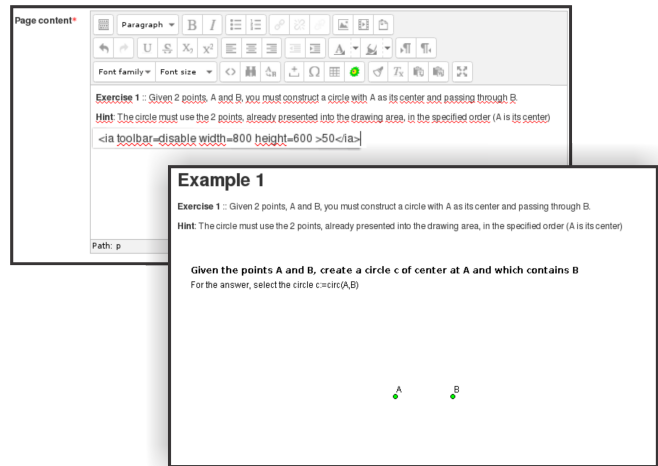 Page content*
Paragraph B I
U S X₂ X² A
Font family Font size <> A B Ω Tx
Exercise 1 :: Given 2 points, A and B, you must construct a circle with A as its center and passing through B.
Hint: The circle must use the 2 points, already presented into the drawing area, in the specified order (A is its center)
<ia toolbar=disable width=800 height=600 >50</ia>
Path: p
Example 1
Exercise 1 :: Given 2 points, A and B, you must construct a circle with A as its center and passing through B.
Hint: The circle must use the 2 points, already presented into the drawing area, in the specified order (A is its center)
Given the points A and B, create a circle c of center at A and which contains B
For the answer, select the circle c:=circ(A,B)
A B